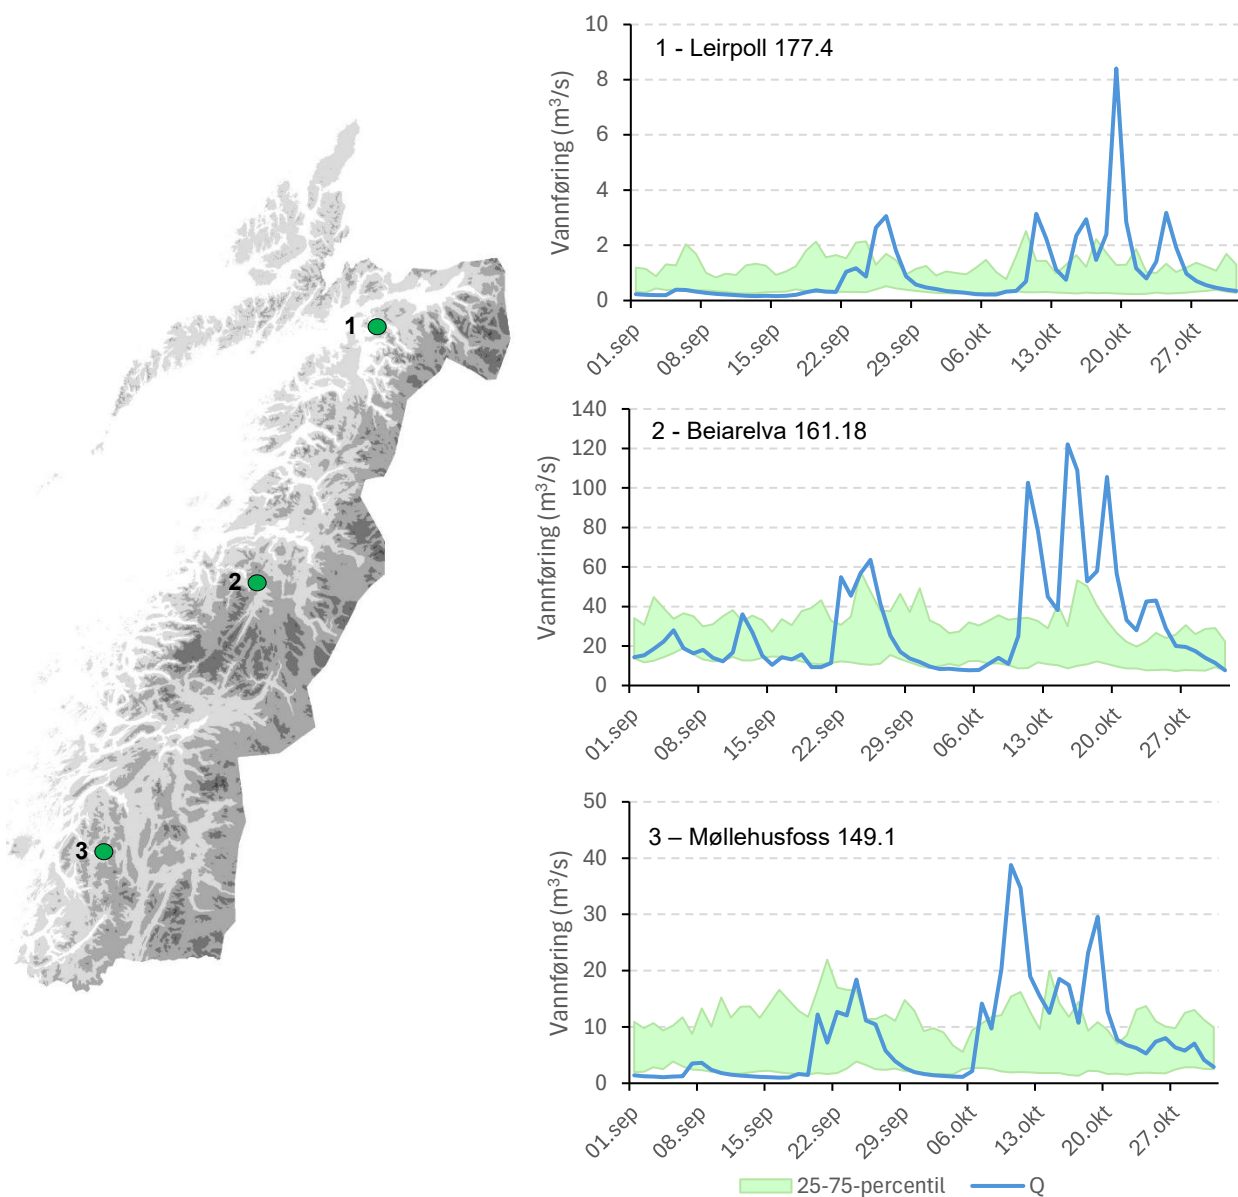 1
2
3
1 - Leirpoll 177.4
Vannføring (m³/s)
10
8
6
4
2
0
01.sep
08.sep
15.sep
22.sep
29.sep
06.okt
13.okt
20.okt
27.okt
2 - Beiarelva 161.18
Vannføring (m³/s)
140
120
100
80
60
40
20
0
01.sep
08.sep
15.sep
22.sep
29.sep
06.okt
13.okt
20.okt
27.okt
3 – Møllehusfoss 149.1
Vannføring (m³/s)
50
40
30
20
10
0
01.sep
08.sep
15.sep
22.sep
29.sep
06.okt
13.okt
20.okt
27.okt
25-75-percentil
Q